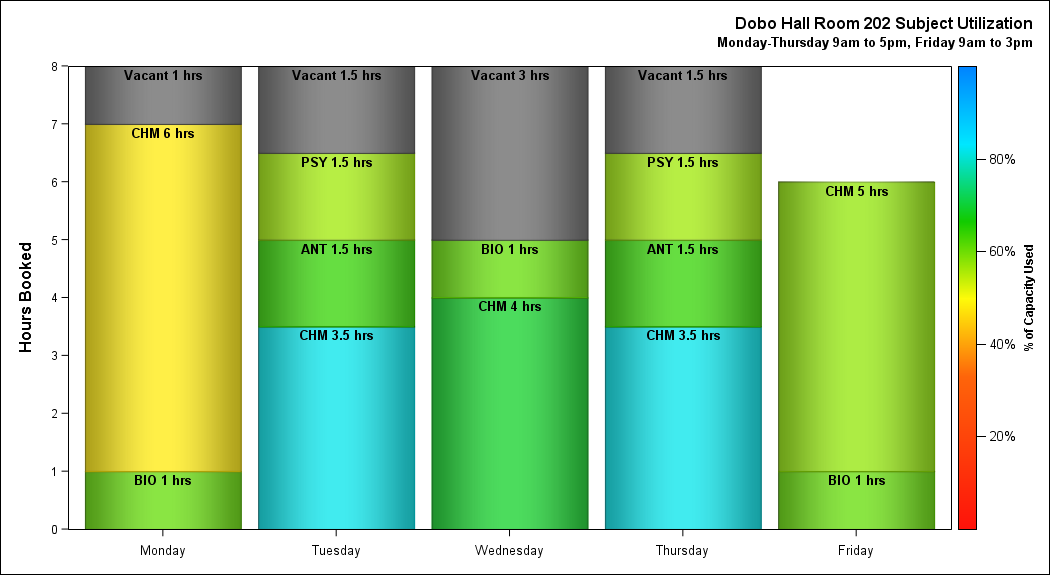 Dobo Hall Room 202 Subject Utilization
Monday-Thursday 9am to 5pm, Friday 9am to 3pm
Hours Booked
8
7
6
5
4
3
2
1
0
Vacant 1 hrs
CHM 6 hrs
BIO 1 hrs
Vacant 1.5 hrs
PSY 1.5 hrs
ANT 1.5 hrs
CHM 3.5 hrs
Vacant 3 hrs
BIO 1 hrs
CHM 4 hrs
Vacant 1.5 hrs
PSY 1.5 hrs
ANT 1.5 hrs
CHM 3.5 hrs
CHM 5 hrs
BIO 1 hrs
Monday Tuesday Wednesday Thursday Friday
80%
60%
40%
20%
% of Capacity Used